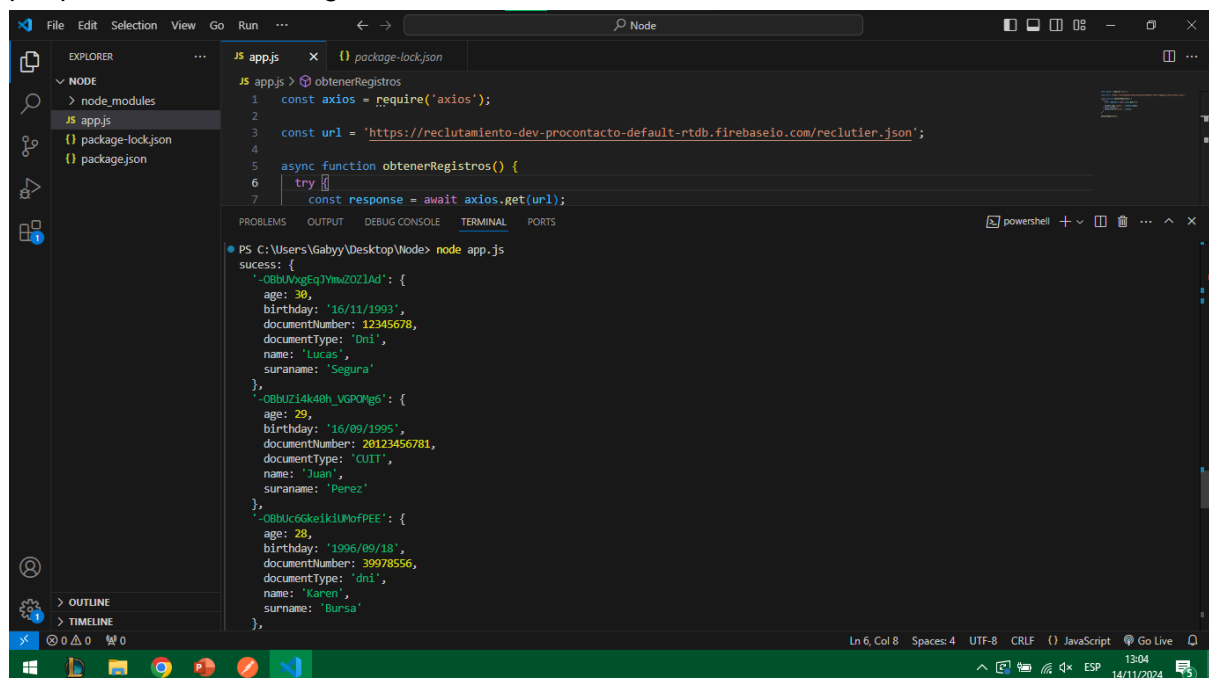 File Edit Selection View Go Run ··· Node
EXPLORER ···
NODE
node_modules
JS app.js
{} package-lock.json
{} package.json
OUTLINE
TIMELINE
JS app.js {} package-lock.json
JS app.js > obtenerRegistros
1 const axios = require('axios');
2
3 const url = 'https://reclutamiento-dev-procontacto-default-rtdb.firebaseio.com/reclutier.json';
4
5 async function obtenerRegistros() {
6 try {
7 const response = await axios.get(url);
PROBLEMS OUTPUT DEBUG CONSOLE TERMINAL PORTS powershell
PS C:\Users\Gabyy\Desktop\Node> node app.js
sucess: {
'-OBbUVxgEqJYmwZOZlAd': {
age: 30,
birthday: '16/11/1993',
documentNumber: 12345678,
documentType: 'Dni',
name: 'Lucas',
suraname: 'Segura'
},
'-OBbUZi4k40h_VGPOMg6': {
age: 29,
birthday: '16/09/1995',
documentNumber: 20123456781,
documentType: 'CUIT',
name: 'Juan',
suraname: 'Perez'
},
'-OBbUc6GkeikiUMofPEE': {
age: 28,
birthday: '1996/09/18',
documentNumber: 39978556,
documentType: 'dni',
name: 'Karen',
surname: 'Bursa'
},
0 0 0 Ln 6, Col 8 Spaces: 4 UTF-8 CRLF {} JavaScript Go Live
ESP 13:04
14/11/2024